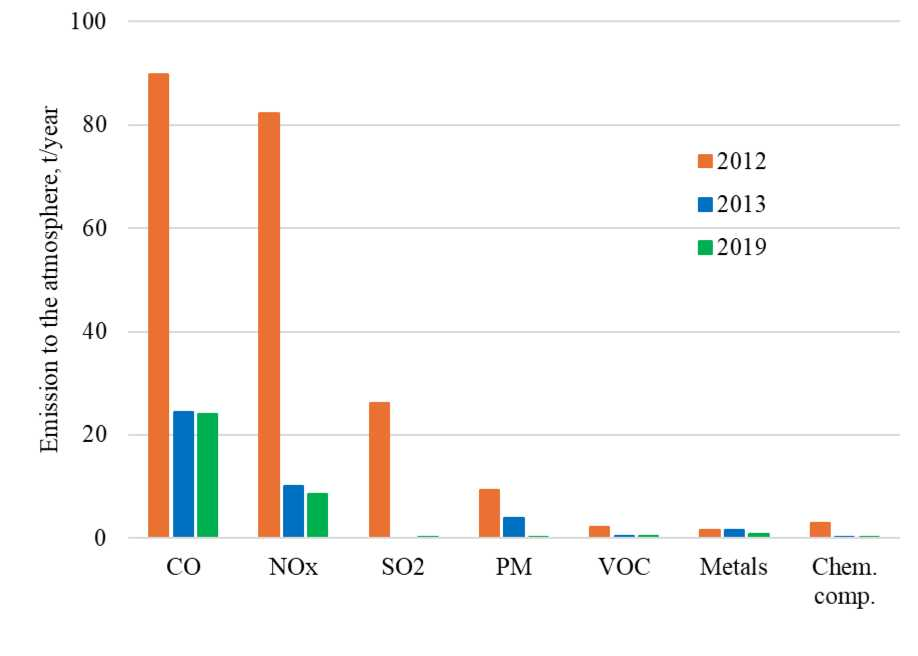 Emission to the atmosphere, t/year
100
80
60
40
20
0
2012
2013
2019
CO
NOx
SO2
PM
VOC
Metals
Chem.
comp.